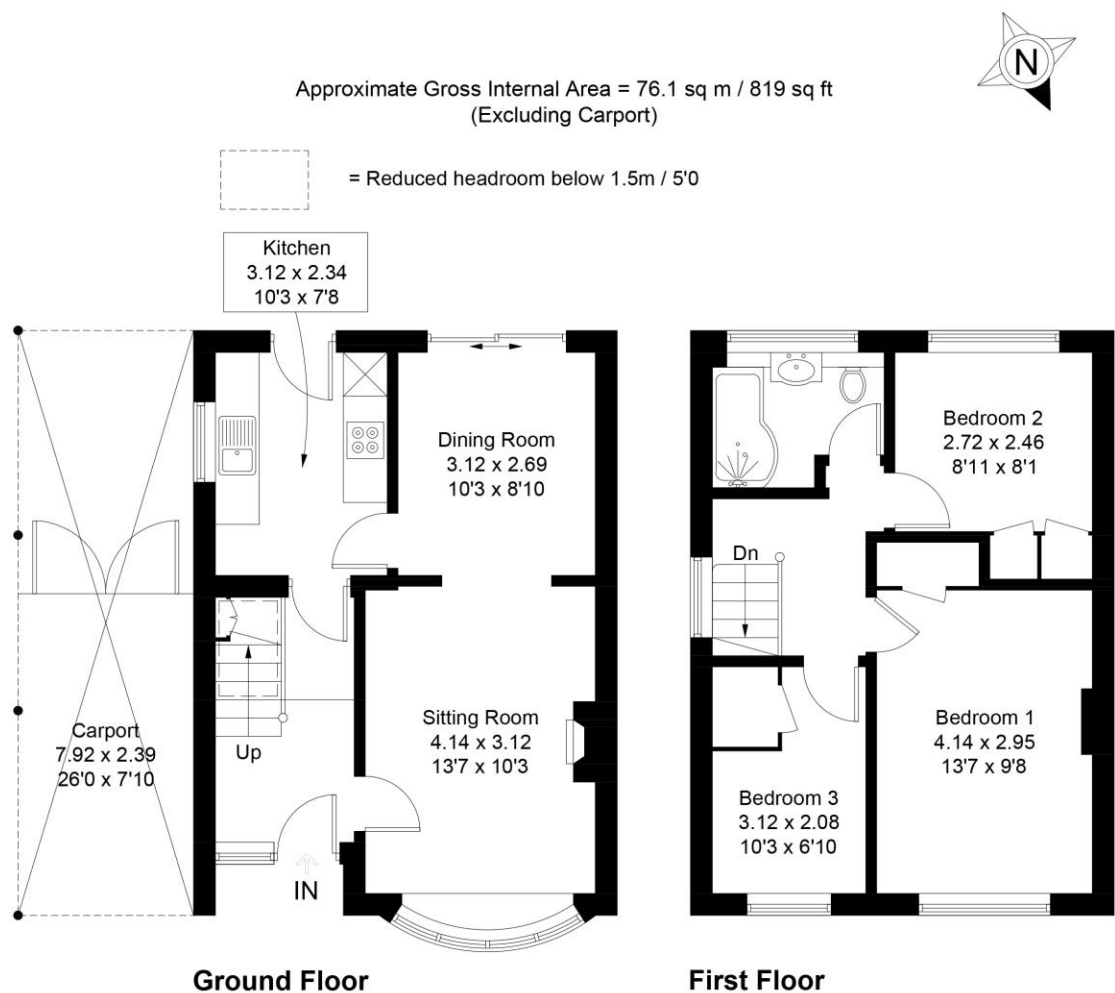 N
Approximate Gross Internal Area = 76.1 sq m / 819 sq ft
(Excluding Carport)
= Reduced headroom below 1.5m / 5'0
Kitchen
3.12 x 2.34
10'3 x 7'8
Dining Room
3.12 x 2.69
10'3 x 8'10
Carport
7.92 x 2.39
26'0 x 7'10
Up
Sitting Room
4.14 x 3.12
13'7 x 10'3
IN
Ground Floor
Bedroom 2
2.72 x 2.46
8'11 x 8'1
Dn
Bedroom 1
4.14 x 2.95
13'7 x 9'8
Bedroom 3
3.12 x 2.08
10'3 x 6'10
First Floor